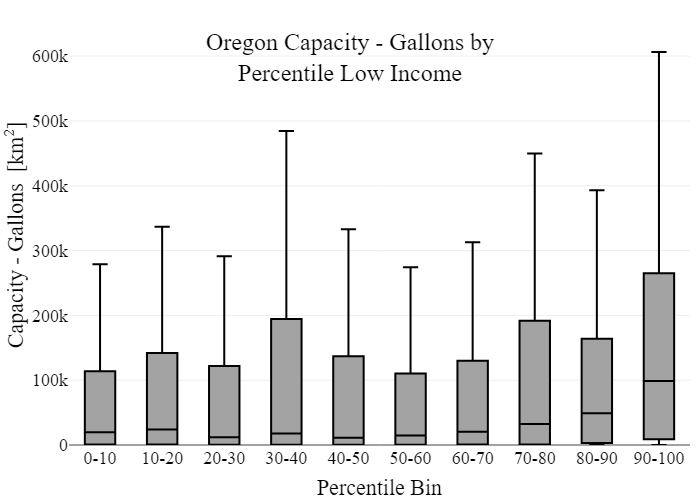 Oregon Capacity - Gallons by
Percentile Low Income
Capacity - Gallons [km²]
600k
500k
400k
300k
200k
100k
0
0-10 10-20 20-30 30-40 40-50 50-60 60-70 70-80 80-90 90-100
Percentile Bin